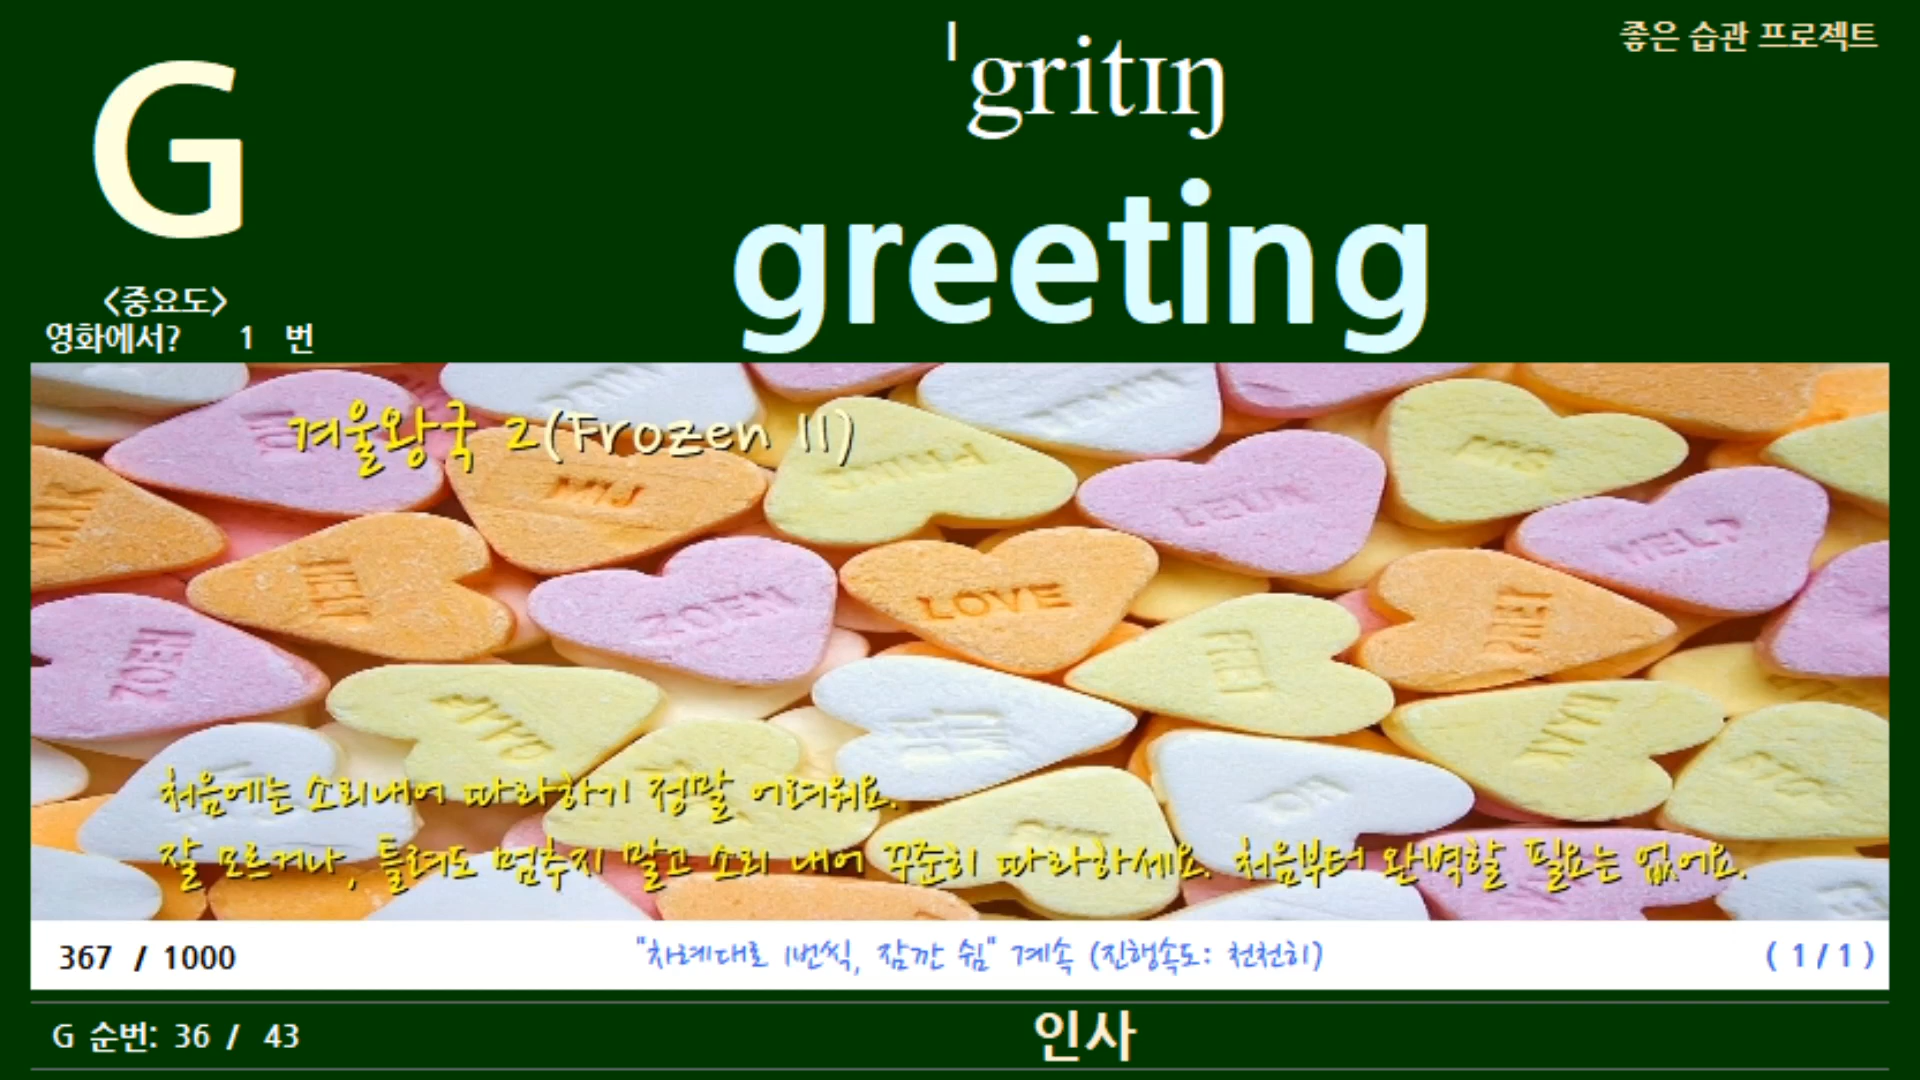 좋은 습관 프로젝트
G
ˈgritɪŋ
greeting
<중요도>
영화에서? 1 번
겨울왕국 2(Frozen II)
LOVE
ZOEN
처음에는 소리내어 따라하기 정말 어려워요.
잘 모르거나, 틀려도 멈추지 말고 소리 내어 꾸준히 따라하세요. 처음부터 완벽할 필요는 없어요.
367 / 1000
"차례대로 1번씩, 잠깐 쉼" 계속 (진행속도: 천천히)
( 1 / 1 )
G 순번: 36 / 43
인사